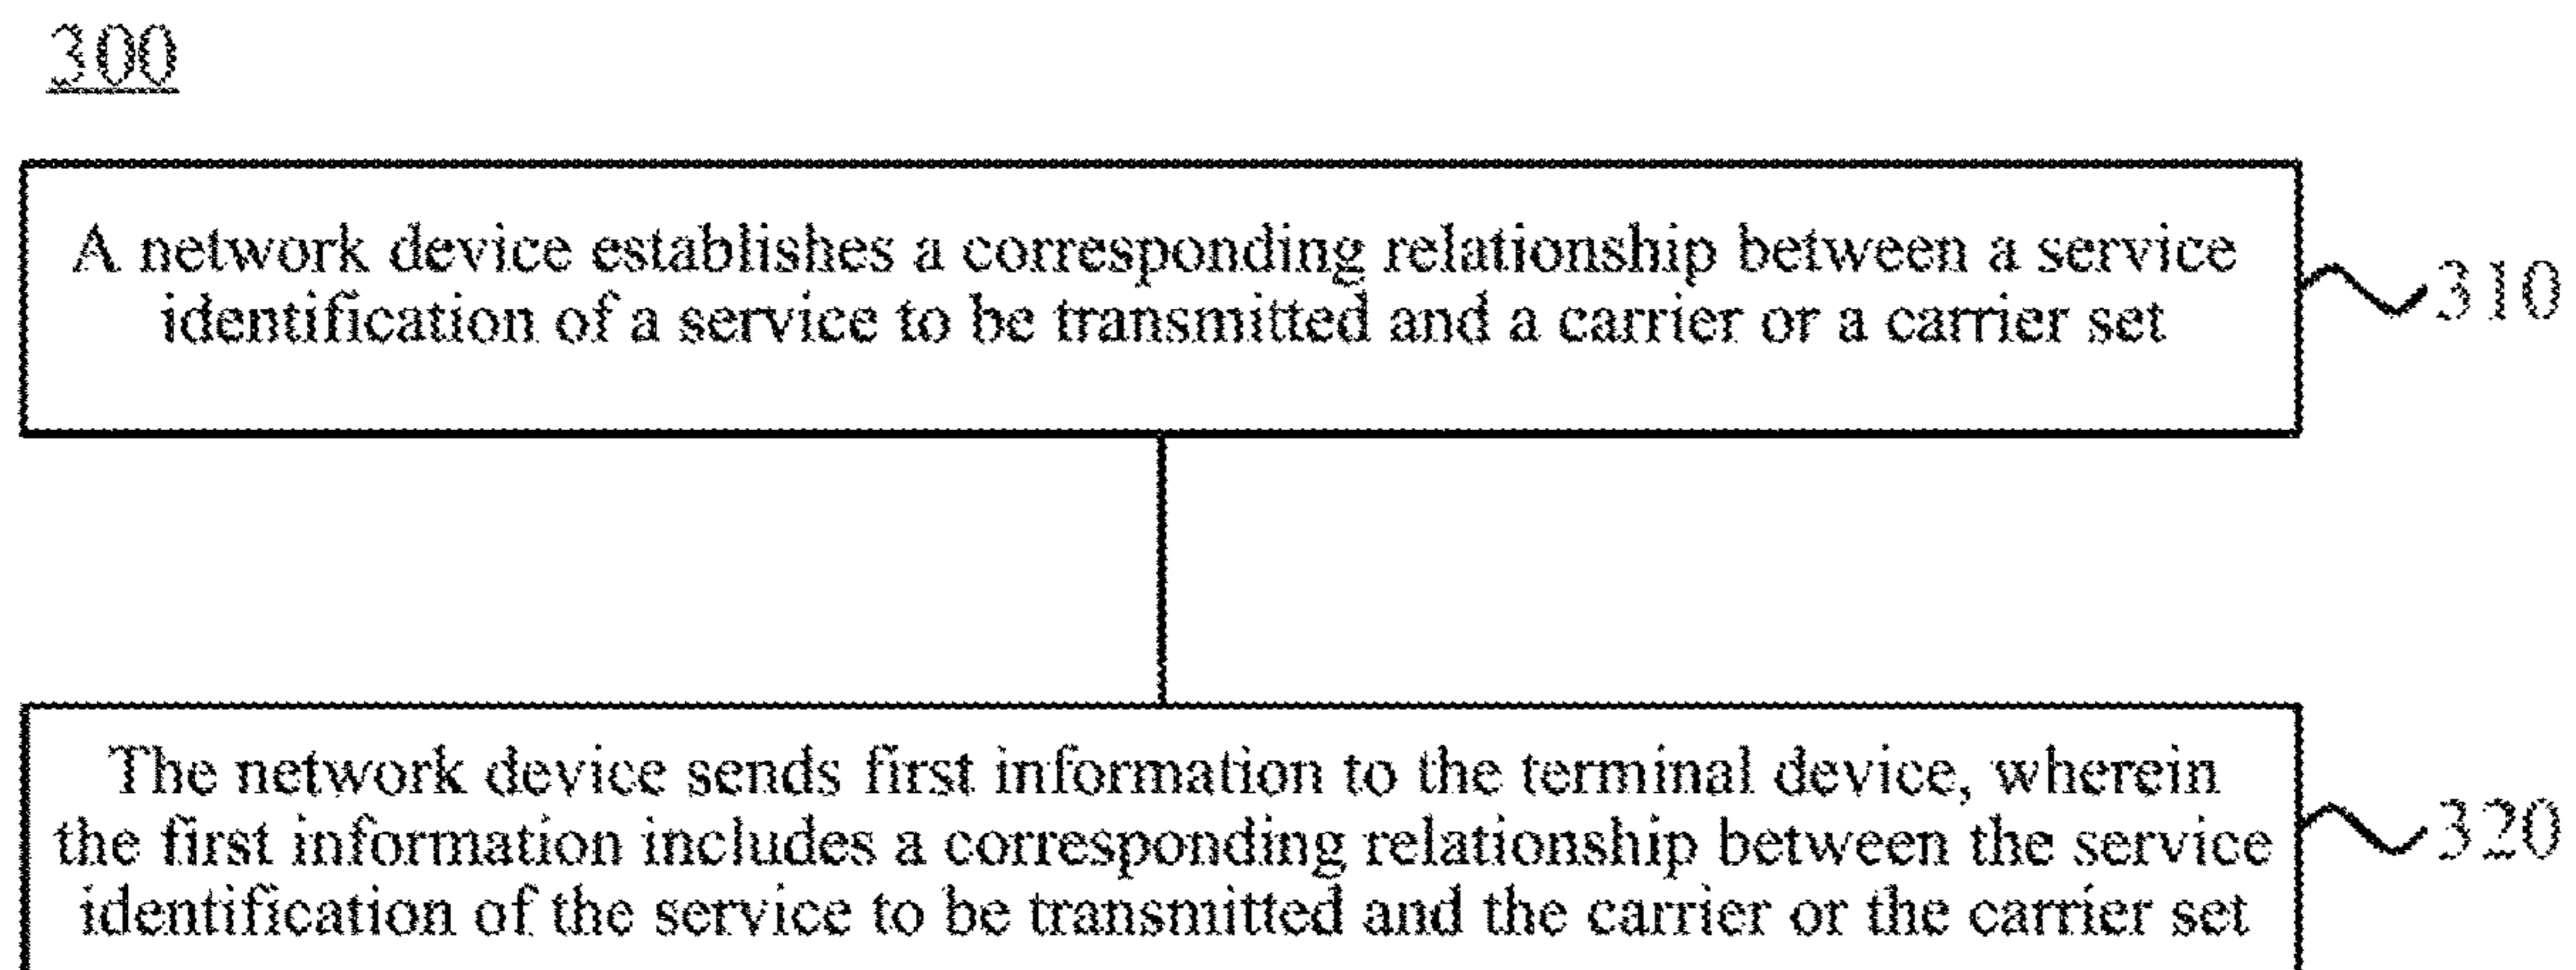 300
A network device establishes a corresponding relationship between a service
identification of a service to be transmitted and a carrier or a carrier set
310
The network device sends first information to the terminal device, wherein
the first information includes a corresponding relationship between the service
identification of the service to be transmitted and the carrier or the carrier set
320